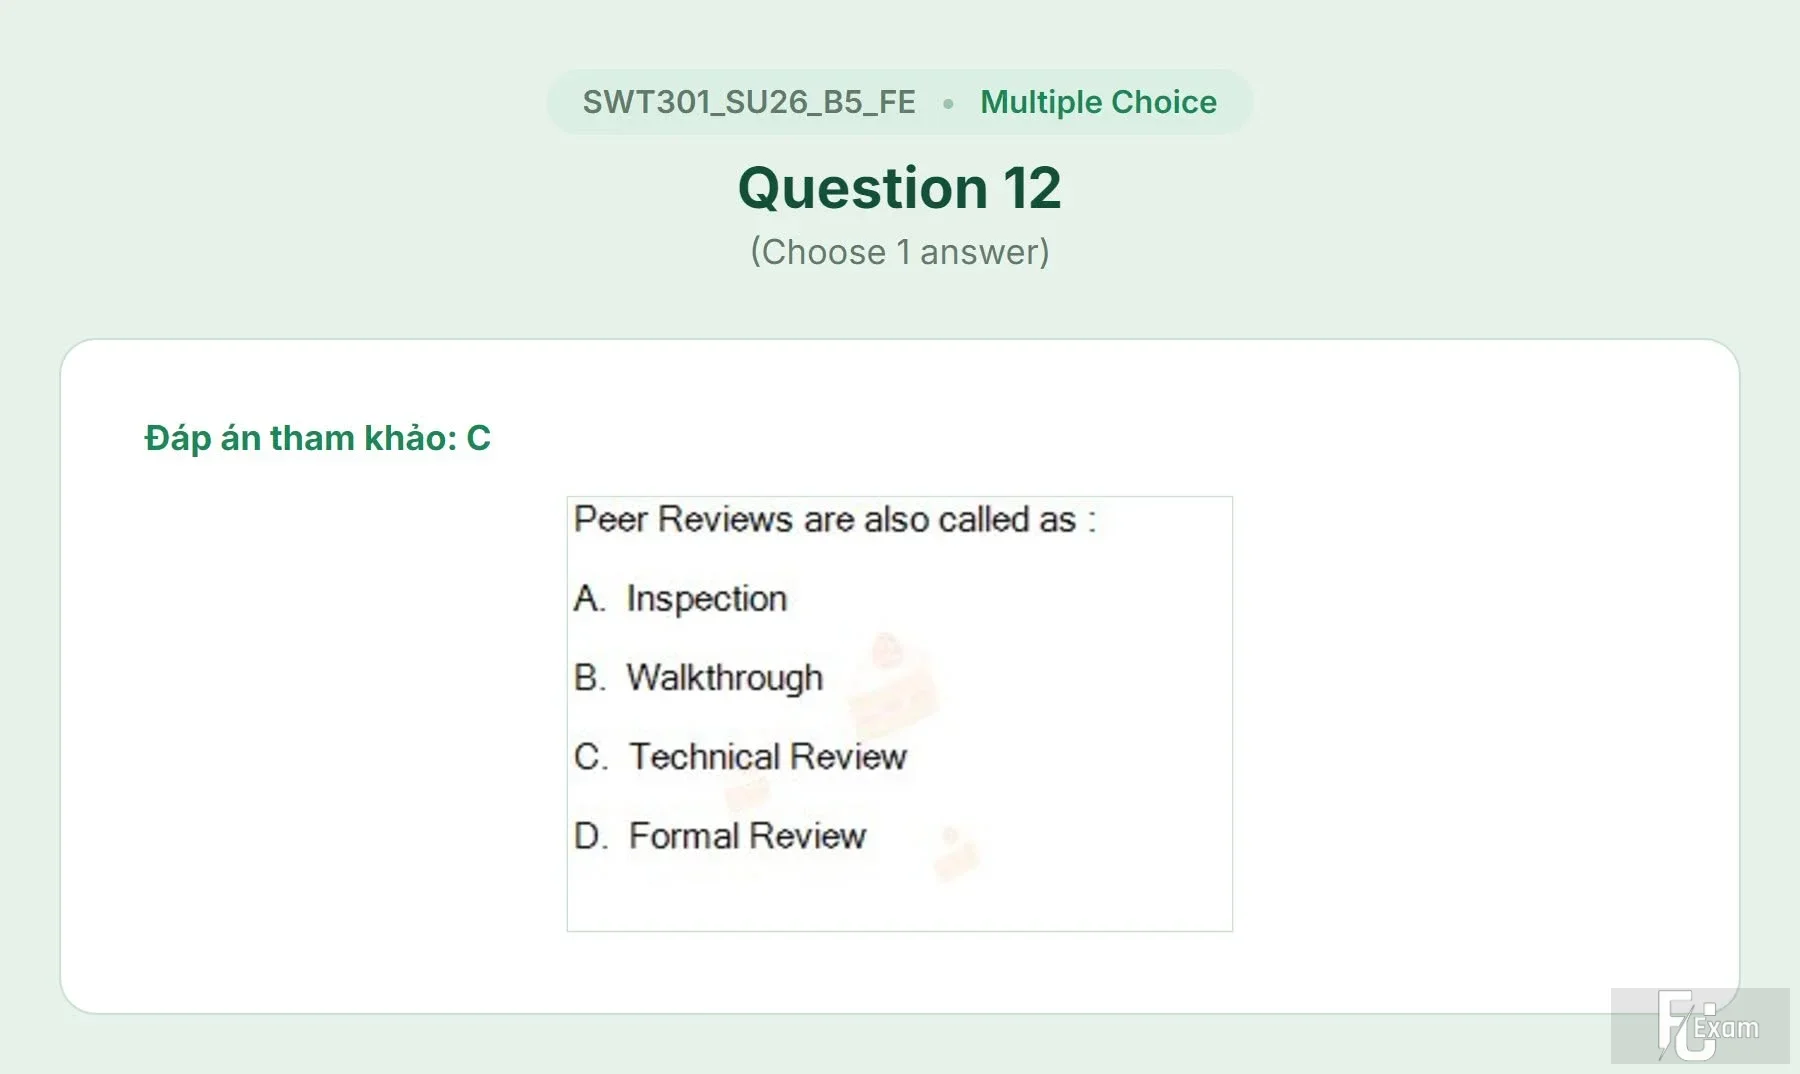 SWT301_SU26_B5_FE • Multiple Choice
Question 12
(Choose 1 answer)
Đáp án tham khảo: C
Peer Reviews are also called as :
A. Inspection
B. Walkthrough
C. Technical Review
D. Formal Review
FU Exam